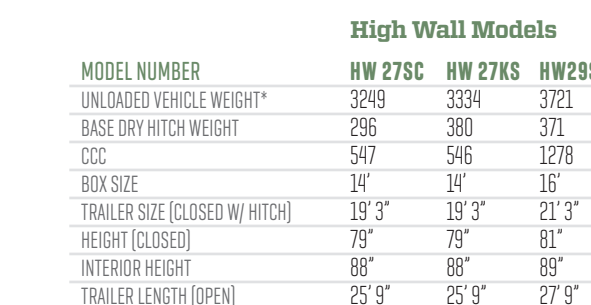 High Wall Models
MODEL NUMBER HW 27SC HW 27KS HW29S
UNLOADED VEHICLE WEIGHT* 3249 3334 3721
BASE DRY HITCH WEIGHT 296 380 371
CCC 547 546 1278
BOX SIZE 14' 14' 16'
TRAILER SIZE (CLOSED W/ HITCH) 19' 3" 19' 3" 21' 3"
HEIGHT (CLOSED) 79" 79" 81"
INTERIOR HEIGHT 88" 88" 89"
TRAILER LENGTH (OPEN) 25' 9" 25' 9" 27' 9"